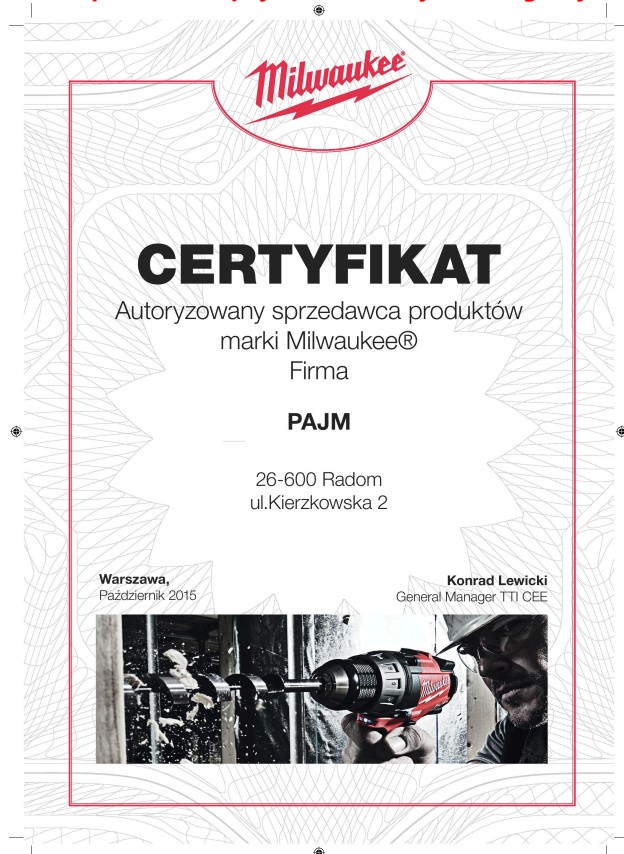 Milwaukee®
CERTYFIKAT
Autoryzowany sprzedawca produktów
marki Milwaukee®
Firma
PAJM
26-600 Radom
ul.Kierzkowska 2
Warszawa,
Październik 2015
Konrad Lewicki
General Manager TTI CEE
Milwaukee